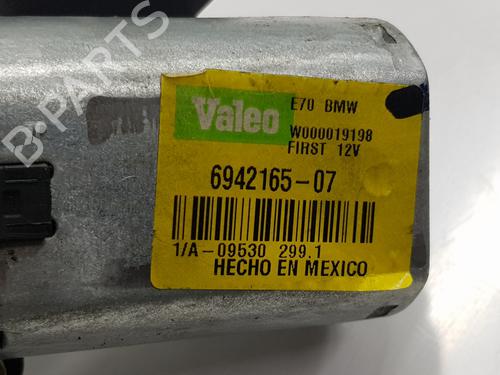 B-PARTS
Valeo
E70 BMW
W000019198
FIRST 12V
6942165-07
1/A-09530 299.1
HECHO EN MEXICO